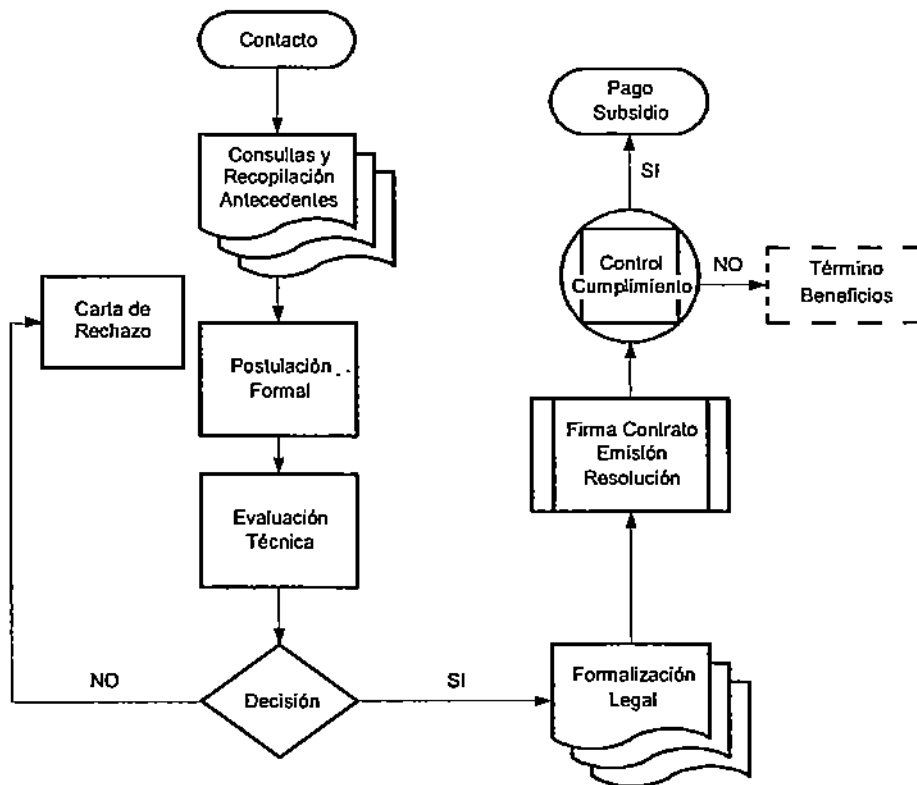 Contacto
Consultas y
Recopilación
Antecedentes
Carta de
Rechazo
Postulación
Formal
Evaluación
Técnica
NO
Decisión
SI
Formalización
Legal
Firma Contrato
Emisión
Resolución
Control
Cumplimiento
NO
Término
Beneficios
SI
Pago
Subsidio